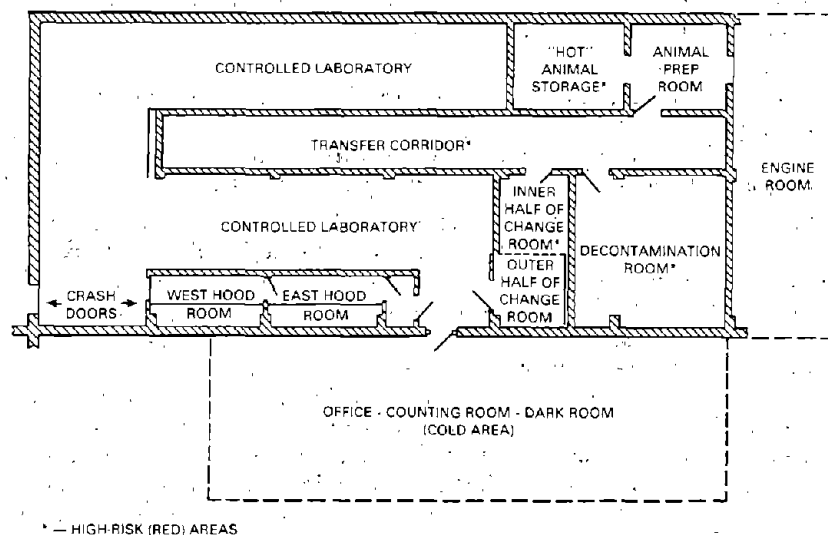 CONTROLLED LABORATORY
"HOT"
ANIMAL
STORAGE*
ANIMAL
PREP
ROOM
TRANSFER CORRIDOR*
ENGINE
ROOM
CONTROLLED LABORATORY
INNER
HALF OF
CHANGE
ROOM*
OUTER
HALF OF
CHANGE
ROOM
DECONTAMINATION
ROOM*
← CRASH →
DOORS
WEST HOOD
ROOM
EAST HOOD
ROOM
OFFICE - COUNTING ROOM - DARK ROOM
(COLD AREA)
* — HIGH-RISK (RED) AREAS